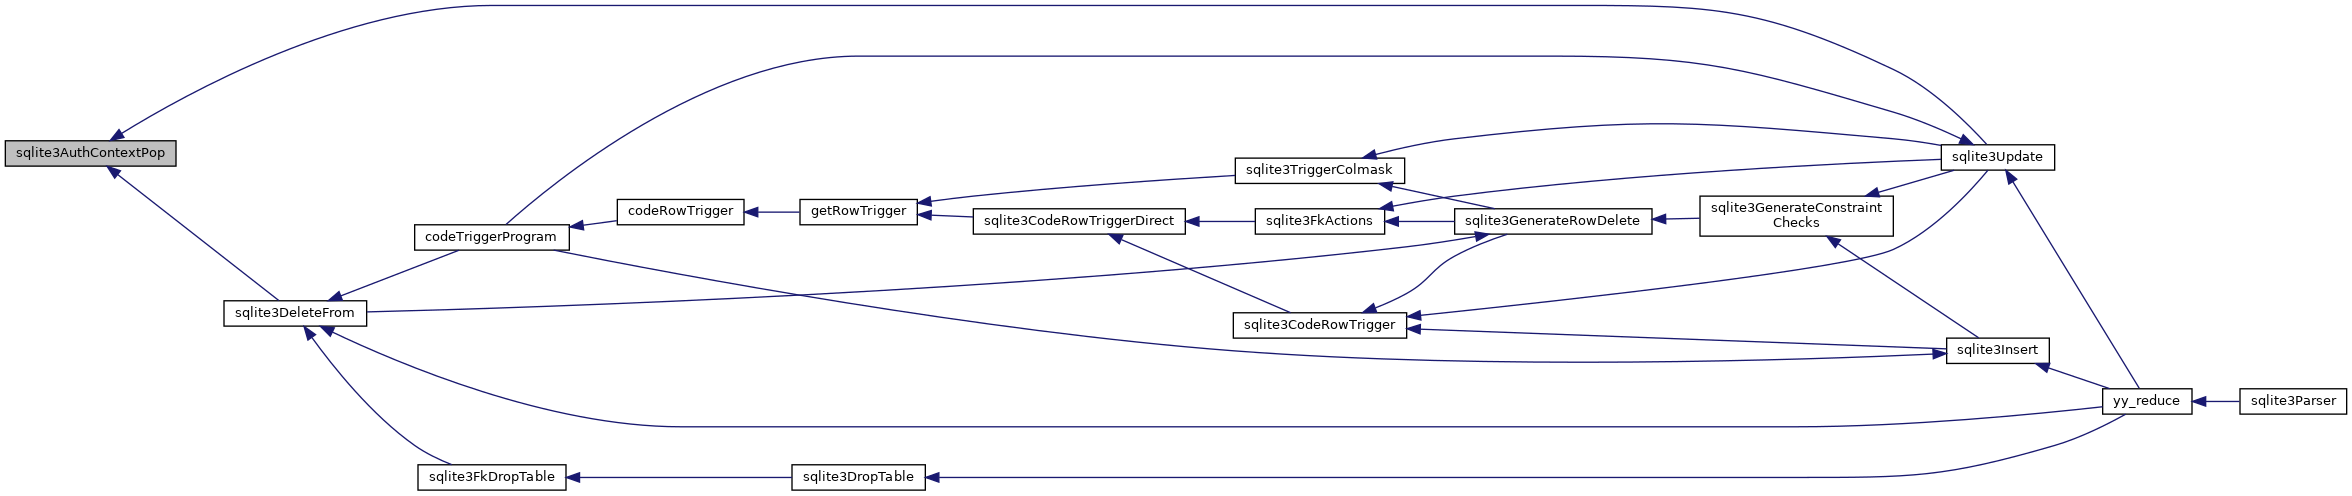 sqlite3AuthContextPop
sqlite3DeleteFrom
codeTriggerProgram
sqlite3FkDropTable
codeRowTrigger
getRowTrigger
sqlite3DropTable
sqlite3CodeRowTriggerDirect
sqlite3TriggerColmask
sqlite3FkActions
sqlite3CodeRowTrigger
sqlite3GenerateRowDelete
sqlite3GenerateConstraint
Checks
sqlite3Update
sqlite3Insert
yy_reduce
sqlite3Parser